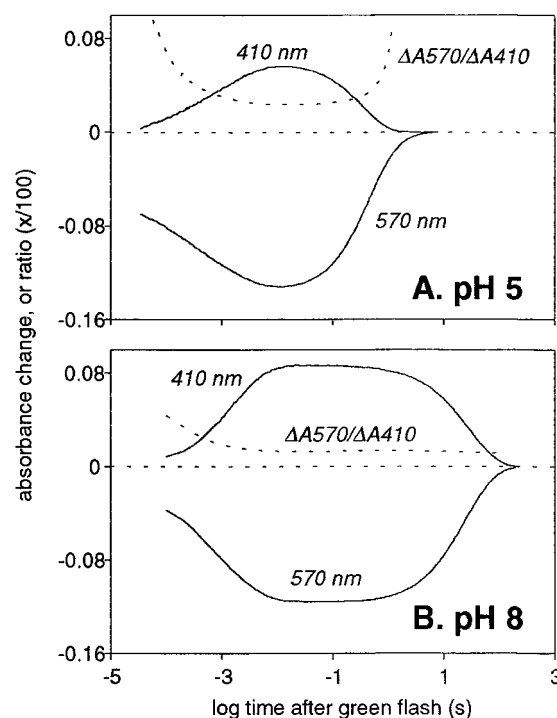 0.08
410 nm
ΔA570/ΔA410
0
-0.08
570 nm
A. pH 5
-0.16
absorbance change, or ratio (x/100)
0.08
410 nm
ΔA570/ΔA410
0
-0.08
570 nm
B. pH 8
-0.16
-5
-3
-1
1
3
log time after green flash (s)